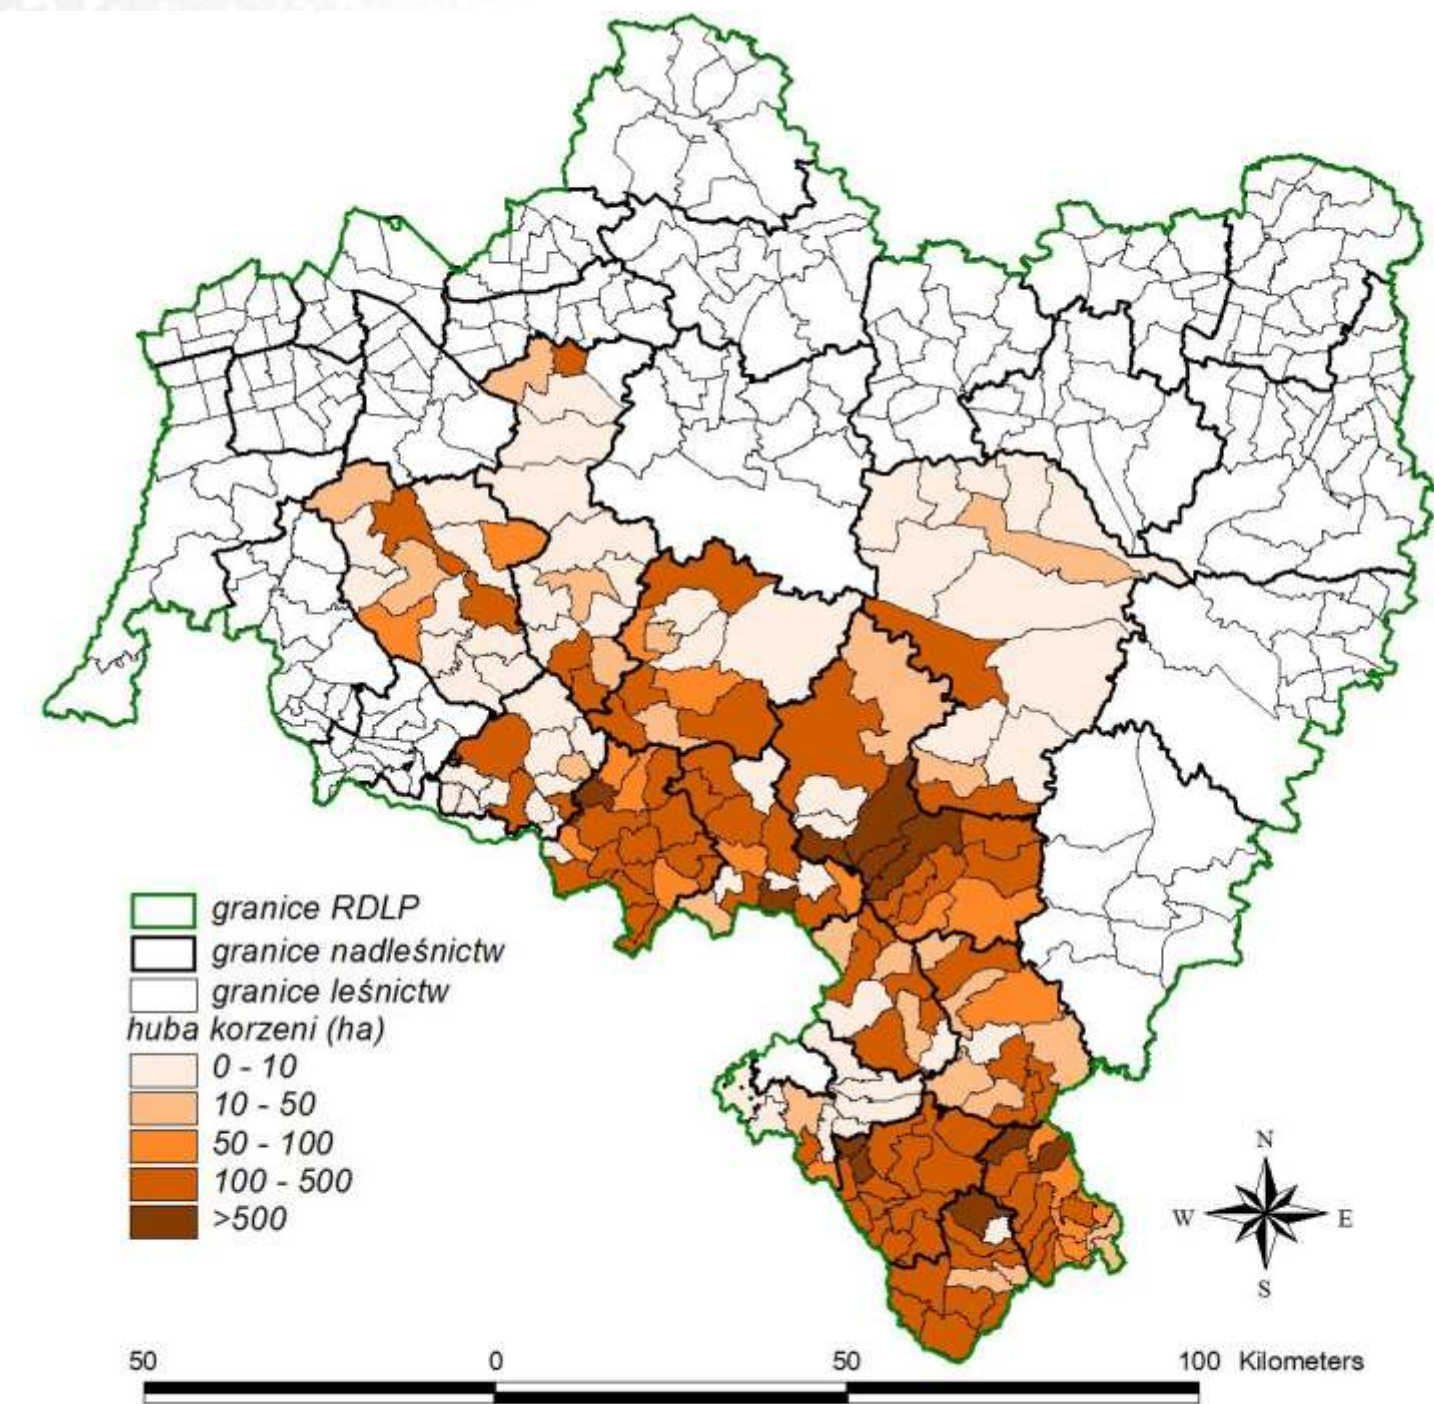 granice RDLP
granice nadleśnictw
granice leśnictw
huba korzeni (ha)
0 - 10
10 - 50
50 - 100
100 - 500
>500
N
W E
S
50 0 50 100 Kilometers